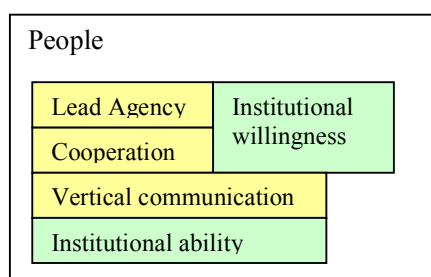 People
Lead Agency
Institutional
willingness
Cooperation
Vertical communication
Institutional ability